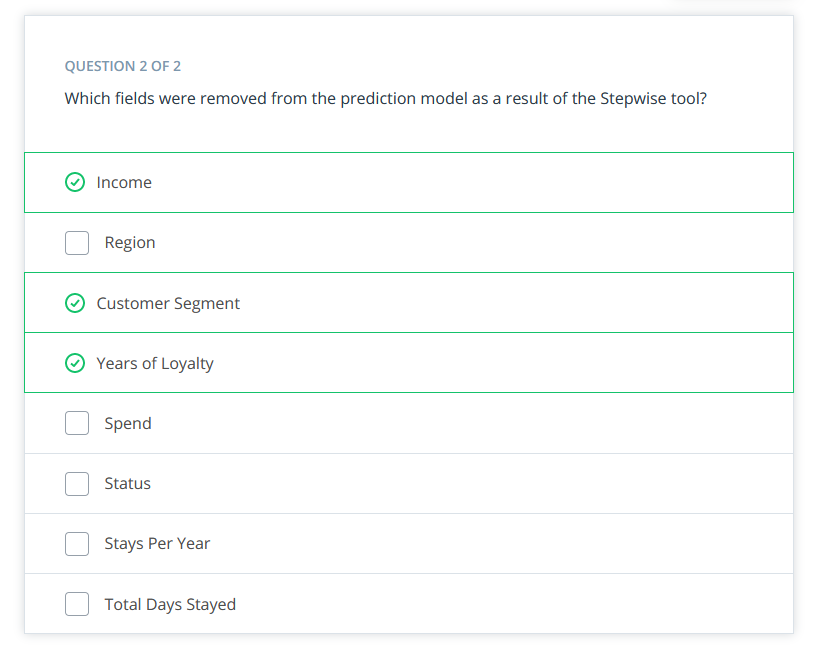 QUESTION 2 OF 2
Which fields were removed from the prediction model as a result of the Stepwise tool?
Income
Region
Customer Segment
Years of Loyalty
Spend
Status
Stays Per Year
Total Days Stayed